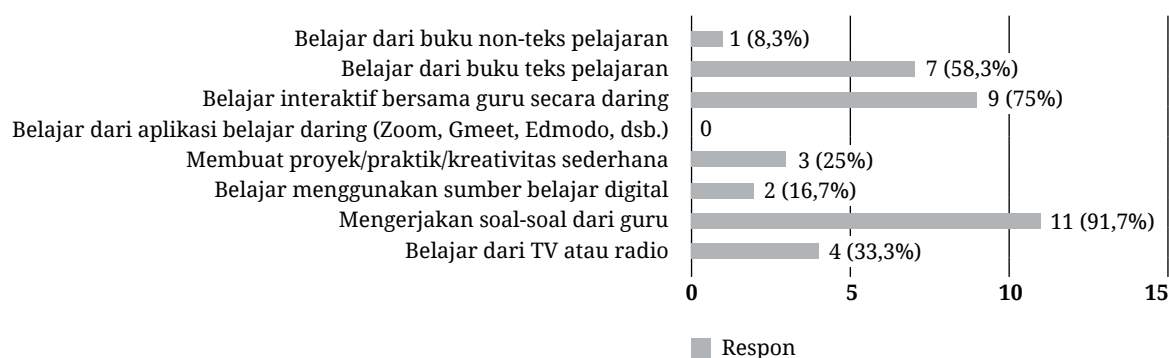 Belajar dari buku non-teks pelajaran 1 (8,3%)
Belajar dari buku teks pelajaran 7 (58,3%)
Belajar interaktif bersama guru secara daring 9 (75%)
Belajar dari aplikasi belajar daring (Zoom, Gmeet, Edmodo, dsb.) 0
Membuat proyek/praktik/kreativitas sederhana 3 (25%)
Belajar menggunakan sumber belajar digital 2 (16,7%)
Mengerjakan soal-soal dari guru 11 (91,7%)
Belajar dari TV atau radio 4 (33,3%)
0 5 10 15
Respon